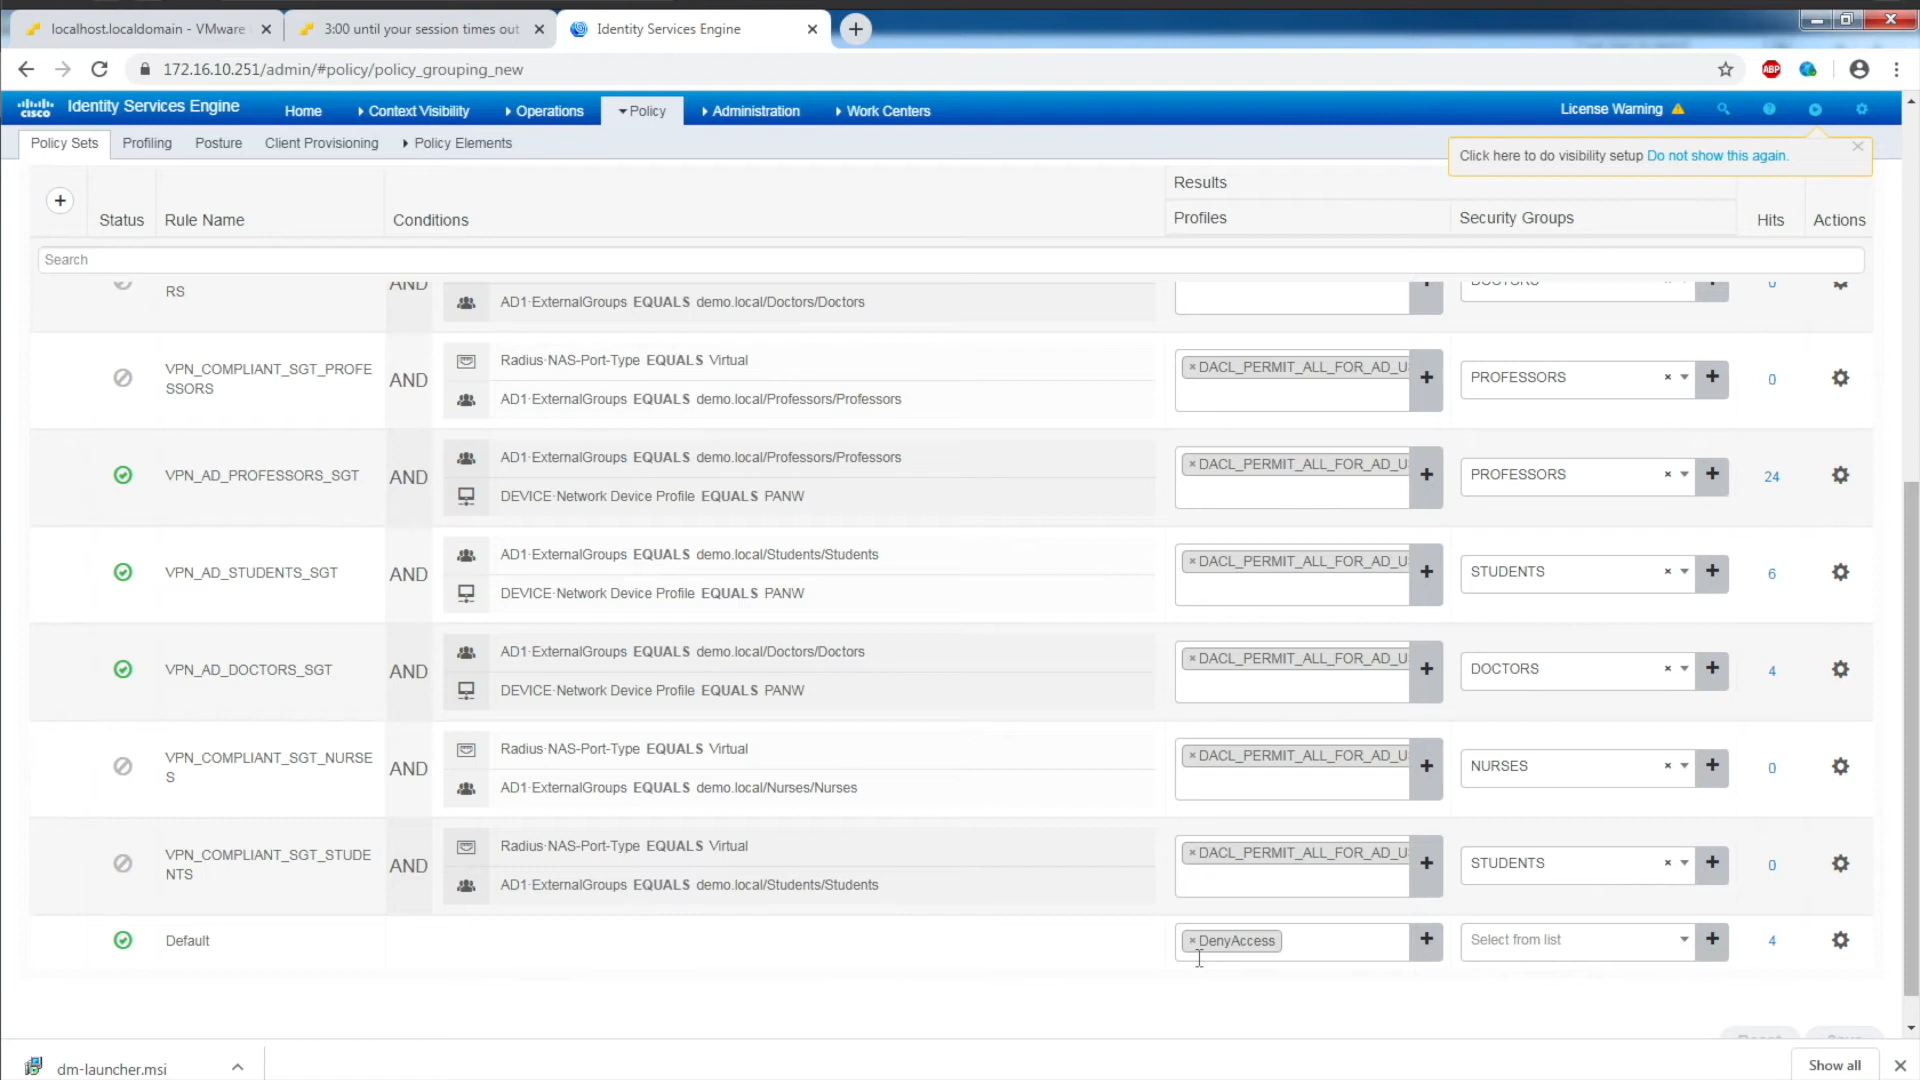 localhost.localdomain - VMware
3:00 until your session times out
Identity Services Engine
172.16.10.251/admin/#policy/policy_grouping_new
ABP
cisco
Identity Services Engine
Home
Context Visibility
Operations
Policy
Administration
Work Centers
License Warning
Policy Sets
Profiling
Posture
Client Provisioning
Policy Elements
Click here to do visibility setup Do not show this again.
Results
+
Status
Rule Name
Conditions
Profiles
Security Groups
Hits
Actions
Search
RS
AND
AD1·ExternalGroups EQUALS demo.local/Doctors/Doctors
DOCTORS
0
VPN_COMPLIANT_SGT_PROFE
SSORS
AND
Radius·NAS-Port-Type EQUALS Virtual
AD1·ExternalGroups EQUALS demo.local/Professors/Professors
× DACL_PERMIT_ALL_FOR_AD_U
PROFESSORS
0
VPN_AD_PROFESSORS_SGT
AND
AD1·ExternalGroups EQUALS demo.local/Professors/Professors
DEVICE·Network Device Profile EQUALS PANW
× DACL_PERMIT_ALL_FOR_AD_U
PROFESSORS
24
VPN_AD_STUDENTS_SGT
AND
AD1·ExternalGroups EQUALS demo.local/Students/Students
DEVICE·Network Device Profile EQUALS PANW
× DACL_PERMIT_ALL_FOR_AD_U
STUDENTS
6
VPN_AD_DOCTORS_SGT
AND
AD1·ExternalGroups EQUALS demo.local/Doctors/Doctors
DEVICE·Network Device Profile EQUALS PANW
× DACL_PERMIT_ALL_FOR_AD_U
DOCTORS
4
VPN_COMPLIANT_SGT_NURSE
S
AND
Radius·NAS-Port-Type EQUALS Virtual
AD1·ExternalGroups EQUALS demo.local/Nurses/Nurses
× DACL_PERMIT_ALL_FOR_AD_U
NURSES
0
VPN_COMPLIANT_SGT_STUDE
NTS
AND
Radius·NAS-Port-Type EQUALS Virtual
AD1·ExternalGroups EQUALS demo.local/Students/Students
× DACL_PERMIT_ALL_FOR_AD_U
STUDENTS
0
Default
× DenyAccess
Select from list
4
dm-launcher.msi
Show all